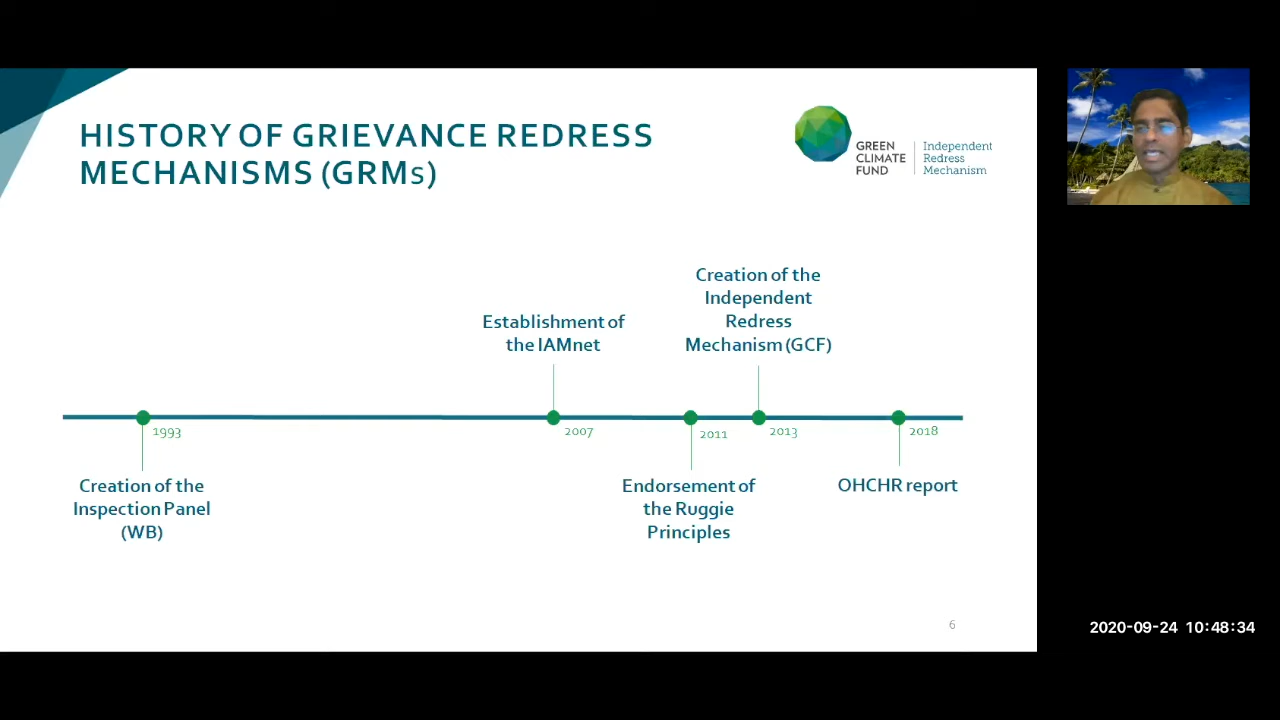 HISTORY OF GRIEVANCE REDRESS
MECHANISMS (GRMs)
GREEN
CLIMATE
FUND
Independent
Redress
Mechanism
Creation of the
Independent
Redress
Mechanism (GCF)
Establishment of
the IAMnet
1993
2007
2011
2013
2018
Creation of the
Inspection Panel
(WB)
Endorsement of
the Ruggie
Principles
OHCHR report
6
2020-09-24 10:48:34